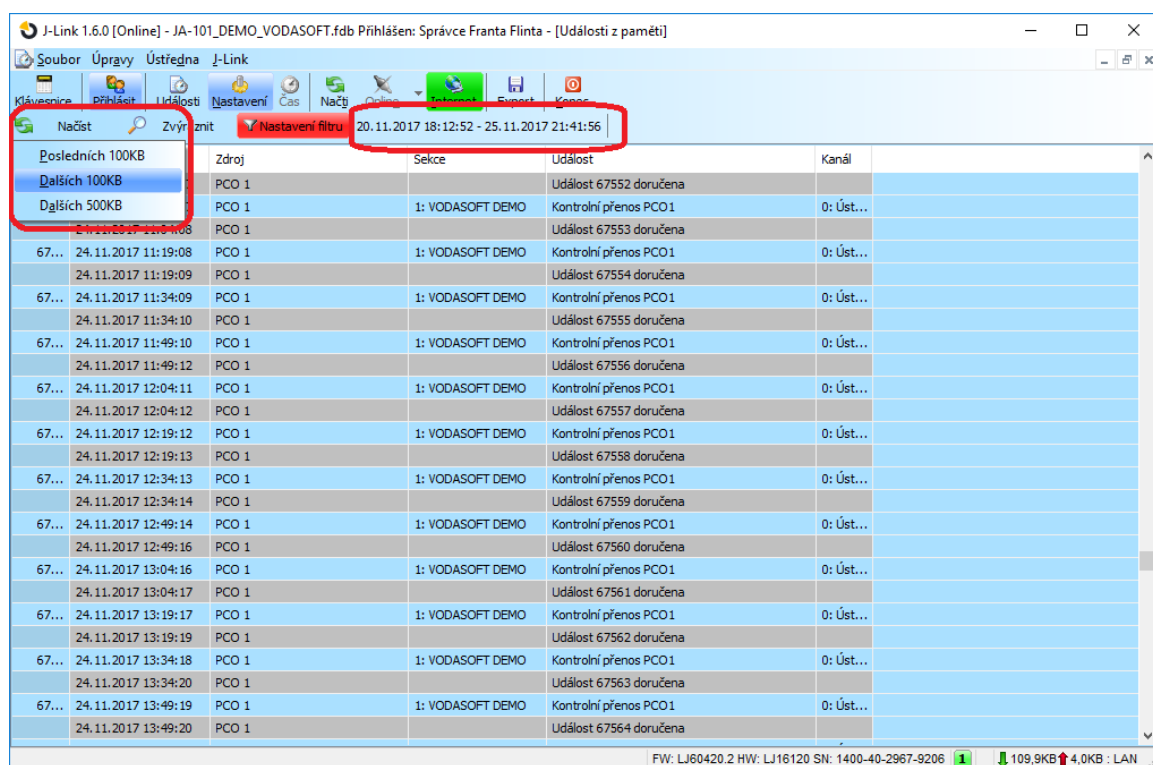 J-Link 1.6.0 [Online] - JA-101_DEMO_VODASOFT.fdb Přihlášen: Správce Franta Flinta - [Události z paměti]
Soubor Úpravy Ústředna J-Link
Klávesnice Přihlásit Události Nastavení Čas Načti Online Internet Export Konec
Načíst Zvýraznit Nastavení filtru 20.11.2017 18:12:52 - 25.11.2017 21:41:56
Posledních 100KB
Dalších 100KB
Dalších 500KB
Zdroj Sekce Událost Kanál
PCO 1 Událost 67552 doručena
PCO 1 1: VODASOFT DEMO Kontrolní přenos PCO1 0: Úst...
24.11.2017 11:04:08 PCO 1 Událost 67553 doručena
67... 24.11.2017 11:19:08 PCO 1 1: VODASOFT DEMO Kontrolní přenos PCO1 0: Úst...
24.11.2017 11:19:09 PCO 1 Událost 67554 doručena
67... 24.11.2017 11:34:09 PCO 1 1: VODASOFT DEMO Kontrolní přenos PCO1 0: Úst...
24.11.2017 11:34:10 PCO 1 Událost 67555 doručena
67... 24.11.2017 11:49:10 PCO 1 1: VODASOFT DEMO Kontrolní přenos PCO1 0: Úst...
24.11.2017 11:49:12 PCO 1 Událost 67556 doručena
67... 24.11.2017 12:04:11 PCO 1 1: VODASOFT DEMO Kontrolní přenos PCO1 0: Úst...
24.11.2017 12:04:12 PCO 1 Událost 67557 doručena
67... 24.11.2017 12:19:12 PCO 1 1: VODASOFT DEMO Kontrolní přenos PCO1 0: Úst...
24.11.2017 12:19:13 PCO 1 Událost 67558 doručena
67... 24.11.2017 12:34:13 PCO 1 1: VODASOFT DEMO Kontrolní přenos PCO1 0: Úst...
24.11.2017 12:34:14 PCO 1 Událost 67559 doručena
67... 24.11.2017 12:49:14 PCO 1 1: VODASOFT DEMO Kontrolní přenos PCO1 0: Úst...
24.11.2017 12:49:16 PCO 1 Událost 67560 doručena
67... 24.11.2017 13:04:16 PCO 1 1: VODASOFT DEMO Kontrolní přenos PCO1 0: Úst...
24.11.2017 13:04:17 PCO 1 Událost 67561 doručena
67... 24.11.2017 13:19:17 PCO 1 1: VODASOFT DEMO Kontrolní přenos PCO1 0: Úst...
24.11.2017 13:19:19 PCO 1 Událost 67562 doručena
67... 24.11.2017 13:34:18 PCO 1 1: VODASOFT DEMO Kontrolní přenos PCO1 0: Úst...
24.11.2017 13:34:20 PCO 1 Událost 67563 doručena
67... 24.11.2017 13:49:19 PCO 1 1: VODASOFT DEMO Kontrolní přenos PCO1 0: Úst...
24.11.2017 13:49:20 PCO 1 Událost 67564 doručena
FW: LJ60420.2 HW: LJ16120 SN: 1400-40-2967-9206 1 109,9KB 4,0KB : LAN